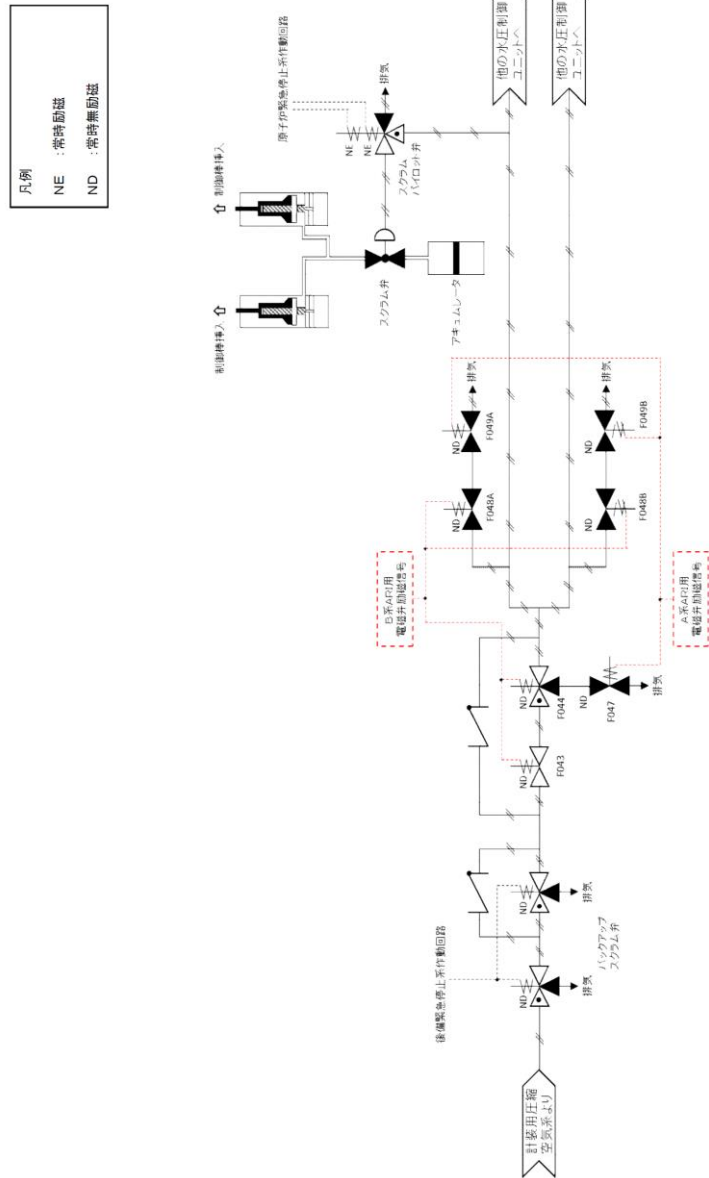 凡例
NE :常時励磁
ND :常時無励磁
計装用圧縮
空気系より
後備緊急停止系作動回路
ND
排気
ND
排気
バックアップ
スクラム弁
ND
F043
ND
F044
ND
F047
排気
B系ARI用
電磁弁励磁信号
A系ARI用
電磁弁励磁信号
ND
F048A
ND
F049A
排気
ND
F048B
ND
F049B
排気
制御棒挿入
制御棒挿入
スクラム弁
アキュムレータ
原子炉緊急停止系作動回路
NE
NE
排気
スクラム
パイロット弁
他の水圧制御
ユニットへ
他の水圧制御
ユニットへ